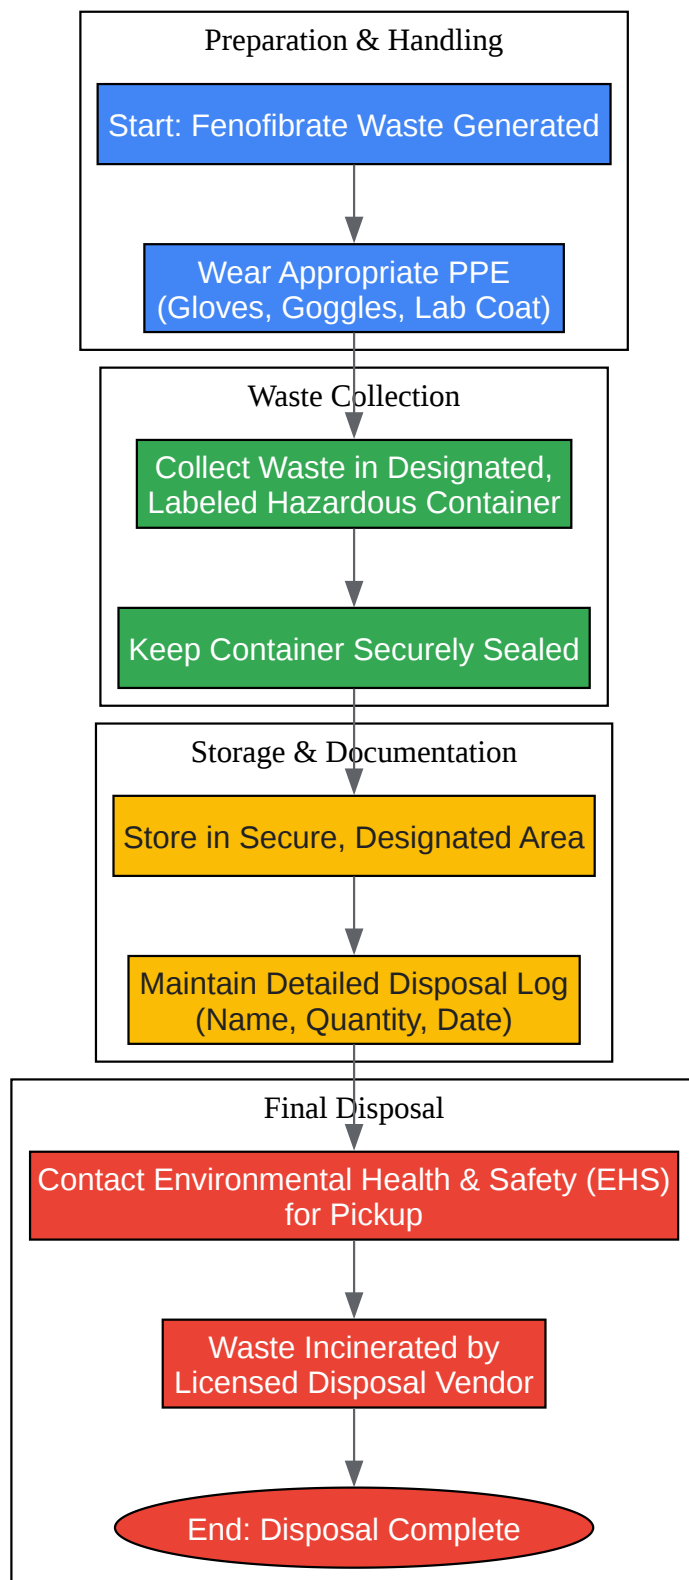 Preparation & Handling
Start: Fenofibrate Waste Generated
Wear Appropriate PPE
(Gloves, Goggles, Lab Coat)
Waste Collection
Collect Waste in Designated,
Labeled Hazardous Container
Keep Container Securely Sealed
Storage & Documentation
Store in Secure, Designated Area
Maintain Detailed Disposal Log
(Name, Quantity, Date)
Final Disposal
Contact Environmental Health & Safety (EHS)
for Pickup
Waste Incinerated by
Licensed Disposal Vendor
End: Disposal Complete